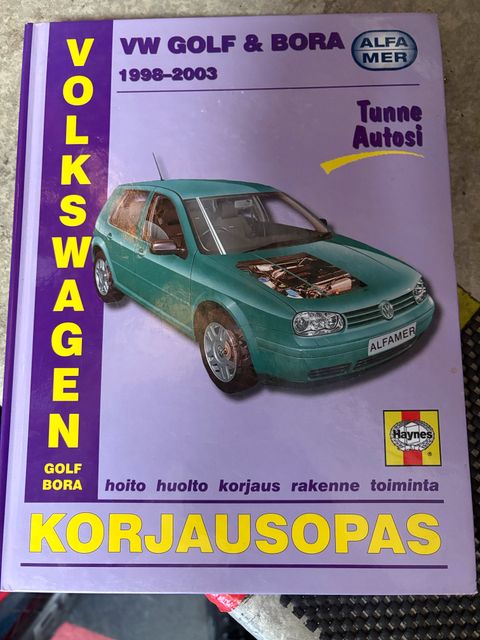 VOLKSWAGEN
GOLF
BORA
VW GOLF & BORA
1998–2003
ALFA
MER
Tunne
Autosi
ALFAMER
Haynes
®
hoito huolto korjaus rakenne toiminta
KORJAUSOPAS